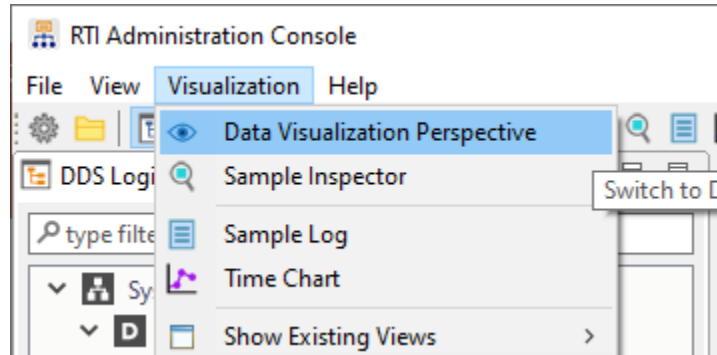 RTI Administration Console
File View Visualization Help
Data Visualization Perspective
DDS Logi
Sample Inspector
Switch to D
type filte
Sample Log
Sy
Time Chart
D
Show Existing Views